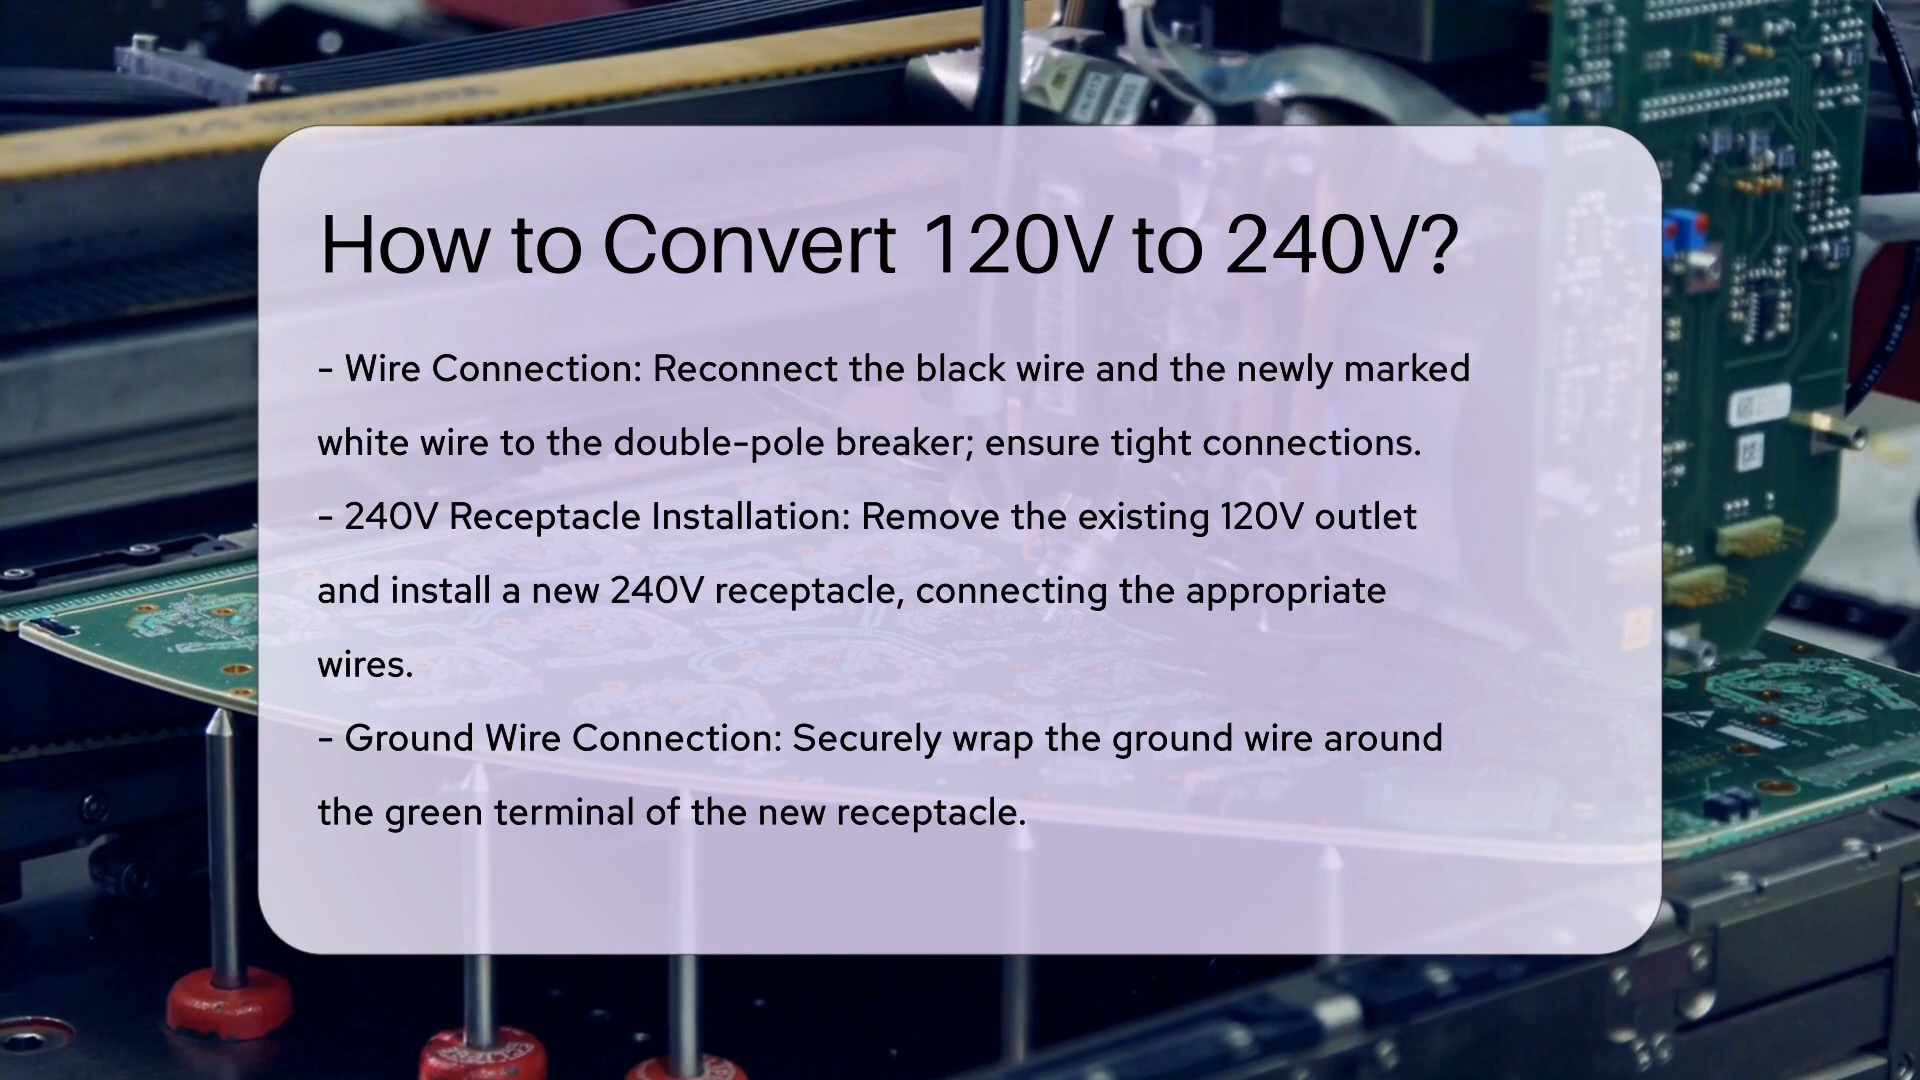 How to Convert 120V to 240V?
- Wire Connection: Reconnect the black wire and the newly marked
white wire to the double-pole breaker; ensure tight connections.
- 240V Receptacle Installation: Remove the existing 120V outlet
and install a new 240V receptacle, connecting the appropriate
wires.
- Ground Wire Connection: Securely wrap the ground wire around
the green terminal of the new receptacle.